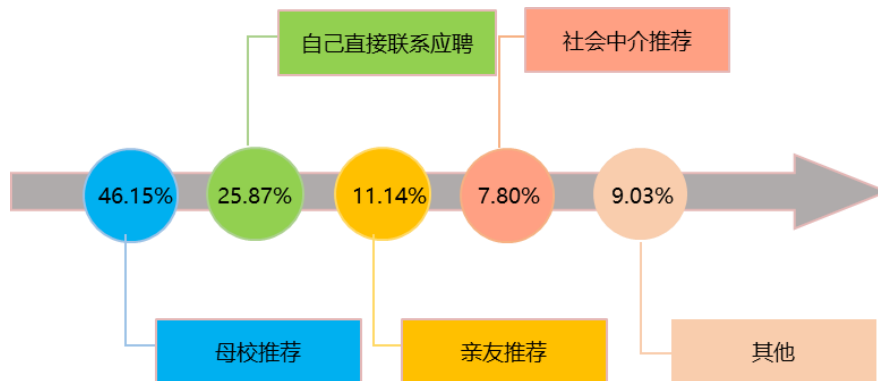 自己直接联系应聘
社会中介推荐
46.15%
25.87%
11.14%
7.80%
9.03%
母校推荐
亲友推荐
其他